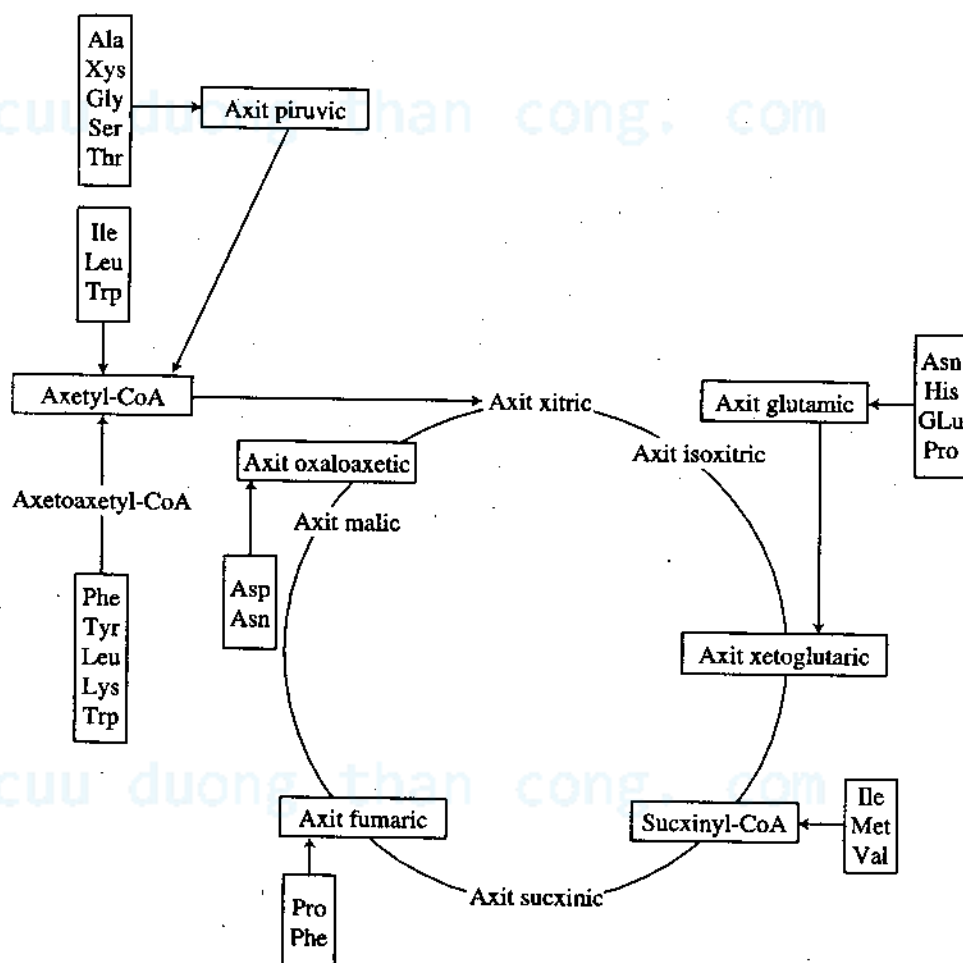 Ala
Xys
Gly
Ser
Thr
Axit piruvic
cuu duong than cong. com
Ile
Leu
Trp
Axetyl-CoA
Axit xitric
Axit glutamic
Asn
His
GLu
Pro
Axit oxaloaxetic
Axit isoxitric
Axetoaxetyl-CoA
Axit malic
Asp
Asn
Phe
Tyr
Leu
Lys
Trp
Axit xetoglutaric
cuu duong than cong. com
Axit fumaric
Sucxinyl-CoA
Ile
Met
Val
Axit sucxinic
Pro
Phe